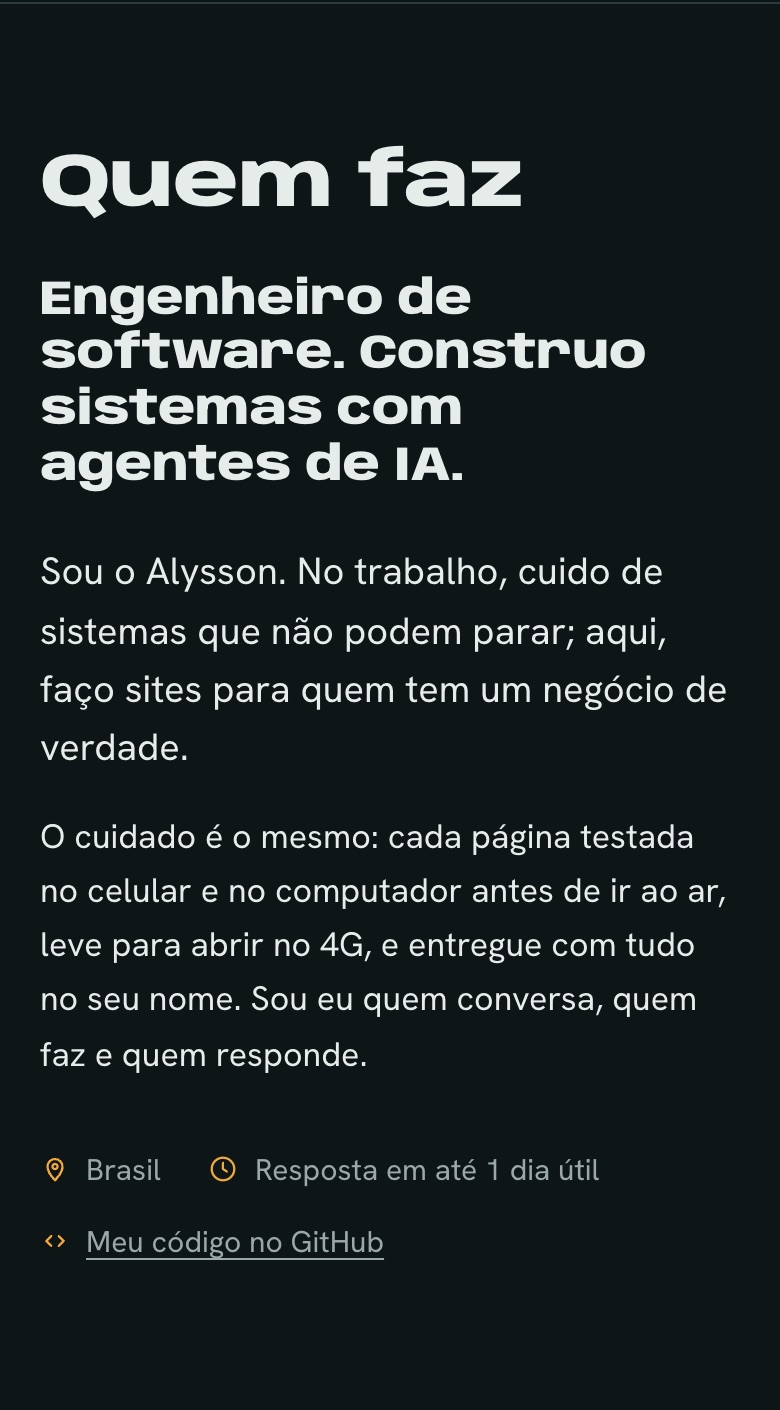 Quem faz
Engenheiro de
software. Construo
sistemas com
agentes de IA.
Sou o Alysson. No trabalho, cuido de
sistemas que não podem parar; aqui,
faço sites para quem tem um negócio de
verdade.
O cuidado é o mesmo: cada página testada
no celular e no computador antes de ir ao ar,
leve para abrir no 4G, e entregue com tudo
no seu nome. Sou eu quem conversa, quem
faz e quem responde.
Brasil Resposta em até 1 dia útil
Meu código no GitHub